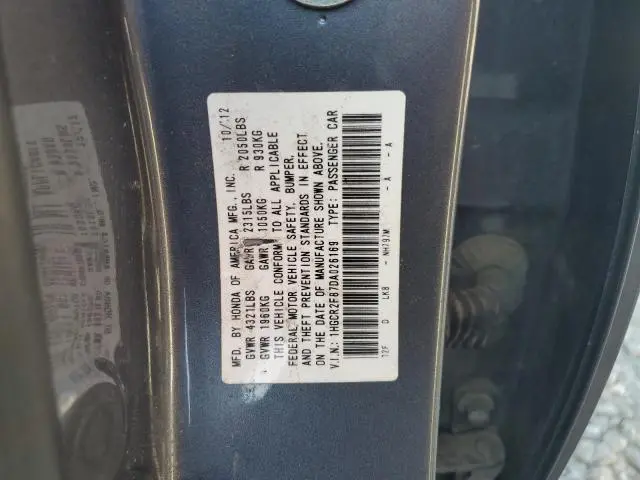 MFD. BY HONDA OF AMERICA MFG., INC. 10/12
GVWR 4321LBS GAWR F 2315LBS R 2050LBS
GVWR 1960KG GAWR F 1050KG R 930KG
THIS VEHICLE CONFORMS TO ALL APPLICABLE
FEDERAL MOTOR VEHICLE SAFETY, BUMPER,
AND THEFT PREVENTION STANDARDS IN EFFECT
ON THE DATE OF MANUFACTURE SHOWN ABOVE.
V.I.N.: 1HGCR2F87DA026169 TYPE: PASSENGER CAR
12F D LK8 - NH797M - A - A